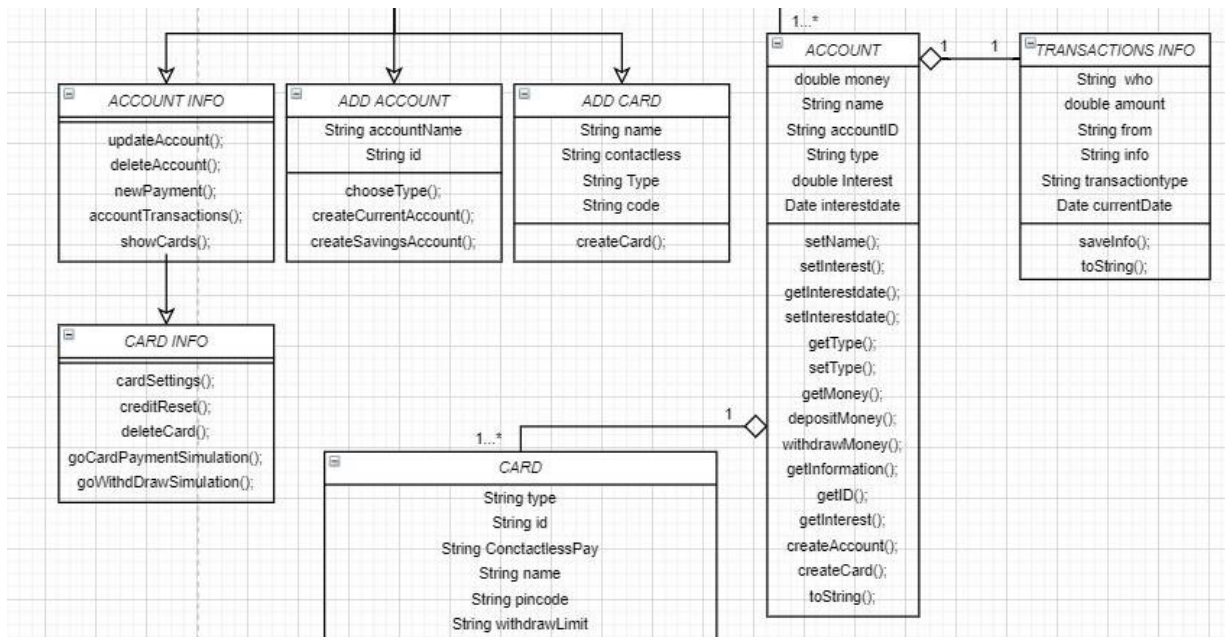 ACCOUNT INFO
updateAccount();
deleteAccount();
newPayment();
accountTransactions();
showCards();
ADD ACCOUNT
String accountName
String id
chooseType();
createCurrentAccount();
createSavingsAccount();
ADD CARD
String name
String contactless
String Type
String code
createCard();
1...*
ACCOUNT
double money
String name
String accountID
String type
double Interest
Date interestdate
setName();
setInterest();
getInterestdate();
setInterestdate();
getType();
setType();
getMoney();
depositMoney();
withdrawMoney();
getInformation();
getID();
getInterest();
createAccount();
createCard();
toString();
1
1
TRANSACTIONS INFO
String who
double amount
String from
String info
String transactiontype
Date currentDate
saveInfo();
toString();
CARD INFO
cardSettings();
creditReset();
deleteCard();
goCardPaymentSimulation();
goWithdDrawSimulation();
1
1...*
CARD
String type
String id
String ConctactlessPay
String name
String pincode
String withdrawLimit